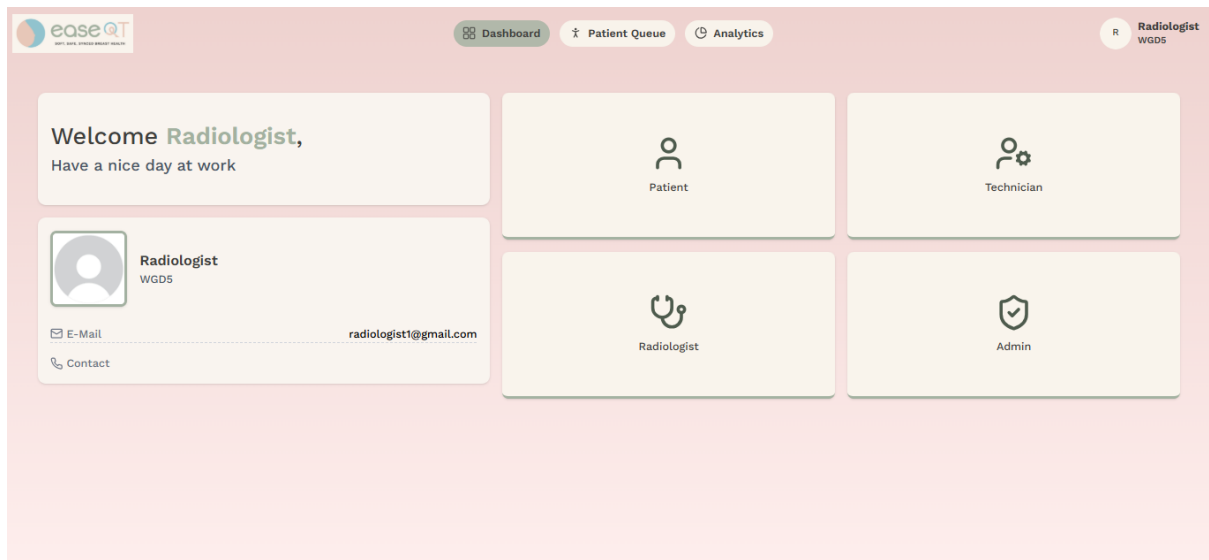 ease QT
Dashboard
Patient Queue
Analytics
R
Radiologist
WGD5
Welcome Radiologist,
Have a nice day at work
Radiologist
WGD5
E-Mail
radiologist1@gmail.com
Contact
Patient
Technician
Radiologist
Admin